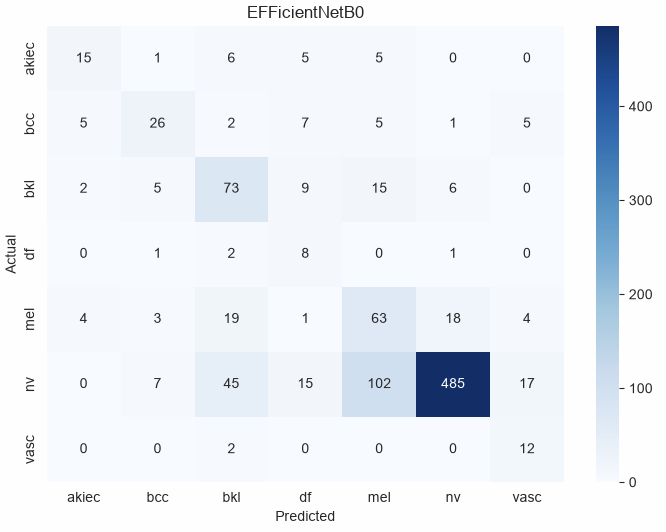 EFFicientNetB0
akiec 15 1 6 5 5 0 0
bcc 5 26 2 7 5 1 5
bkl 2 5 73 9 15 6 0
df 0 1 2 8 0 1 0
mel 4 3 19 1 63 18 4
nv 0 7 45 15 102 485 17
vasc 0 0 2 0 0 0 12
akiec bcc bkl df mel nv vasc
Predicted
Actual
400
300
200
100
0